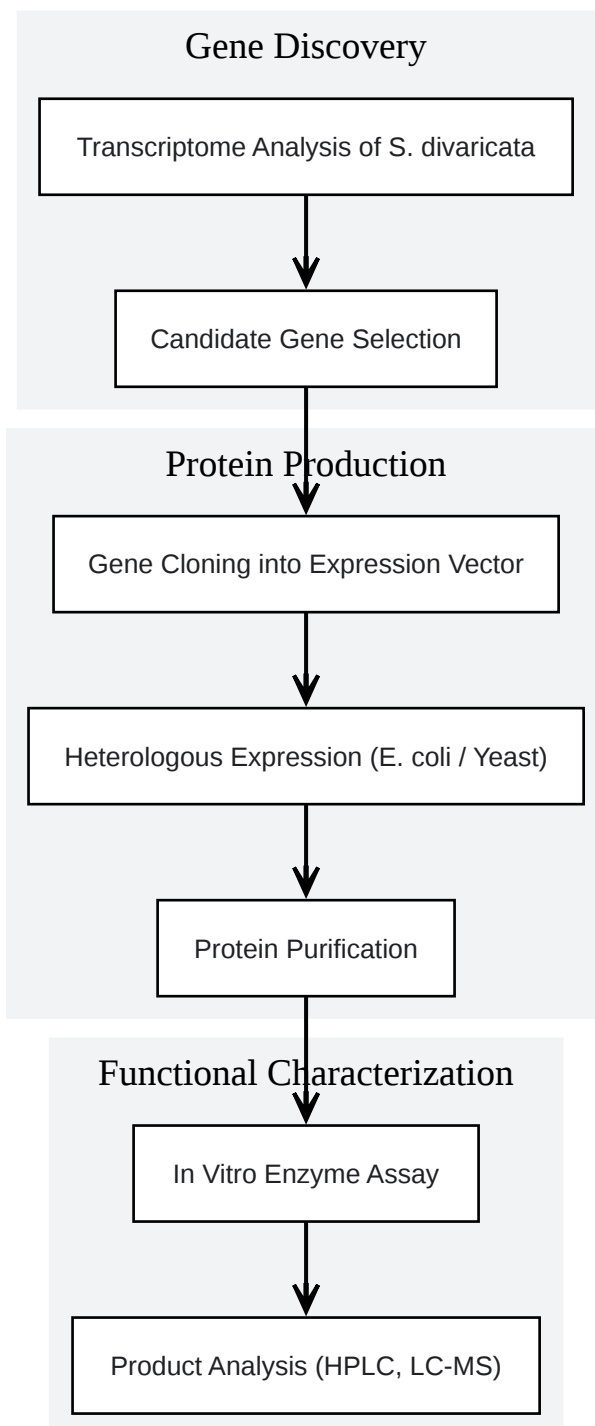 Gene Discovery
Transcriptome Analysis of S. divaricata
Candidate Gene Selection
Protein Production
Gene Cloning into Expression Vector
Heterologous Expression (E. coli / Yeast)
Protein Purification
Functional Characterization
In Vitro Enzyme Assay
Product Analysis (HPLC, LC-MS)